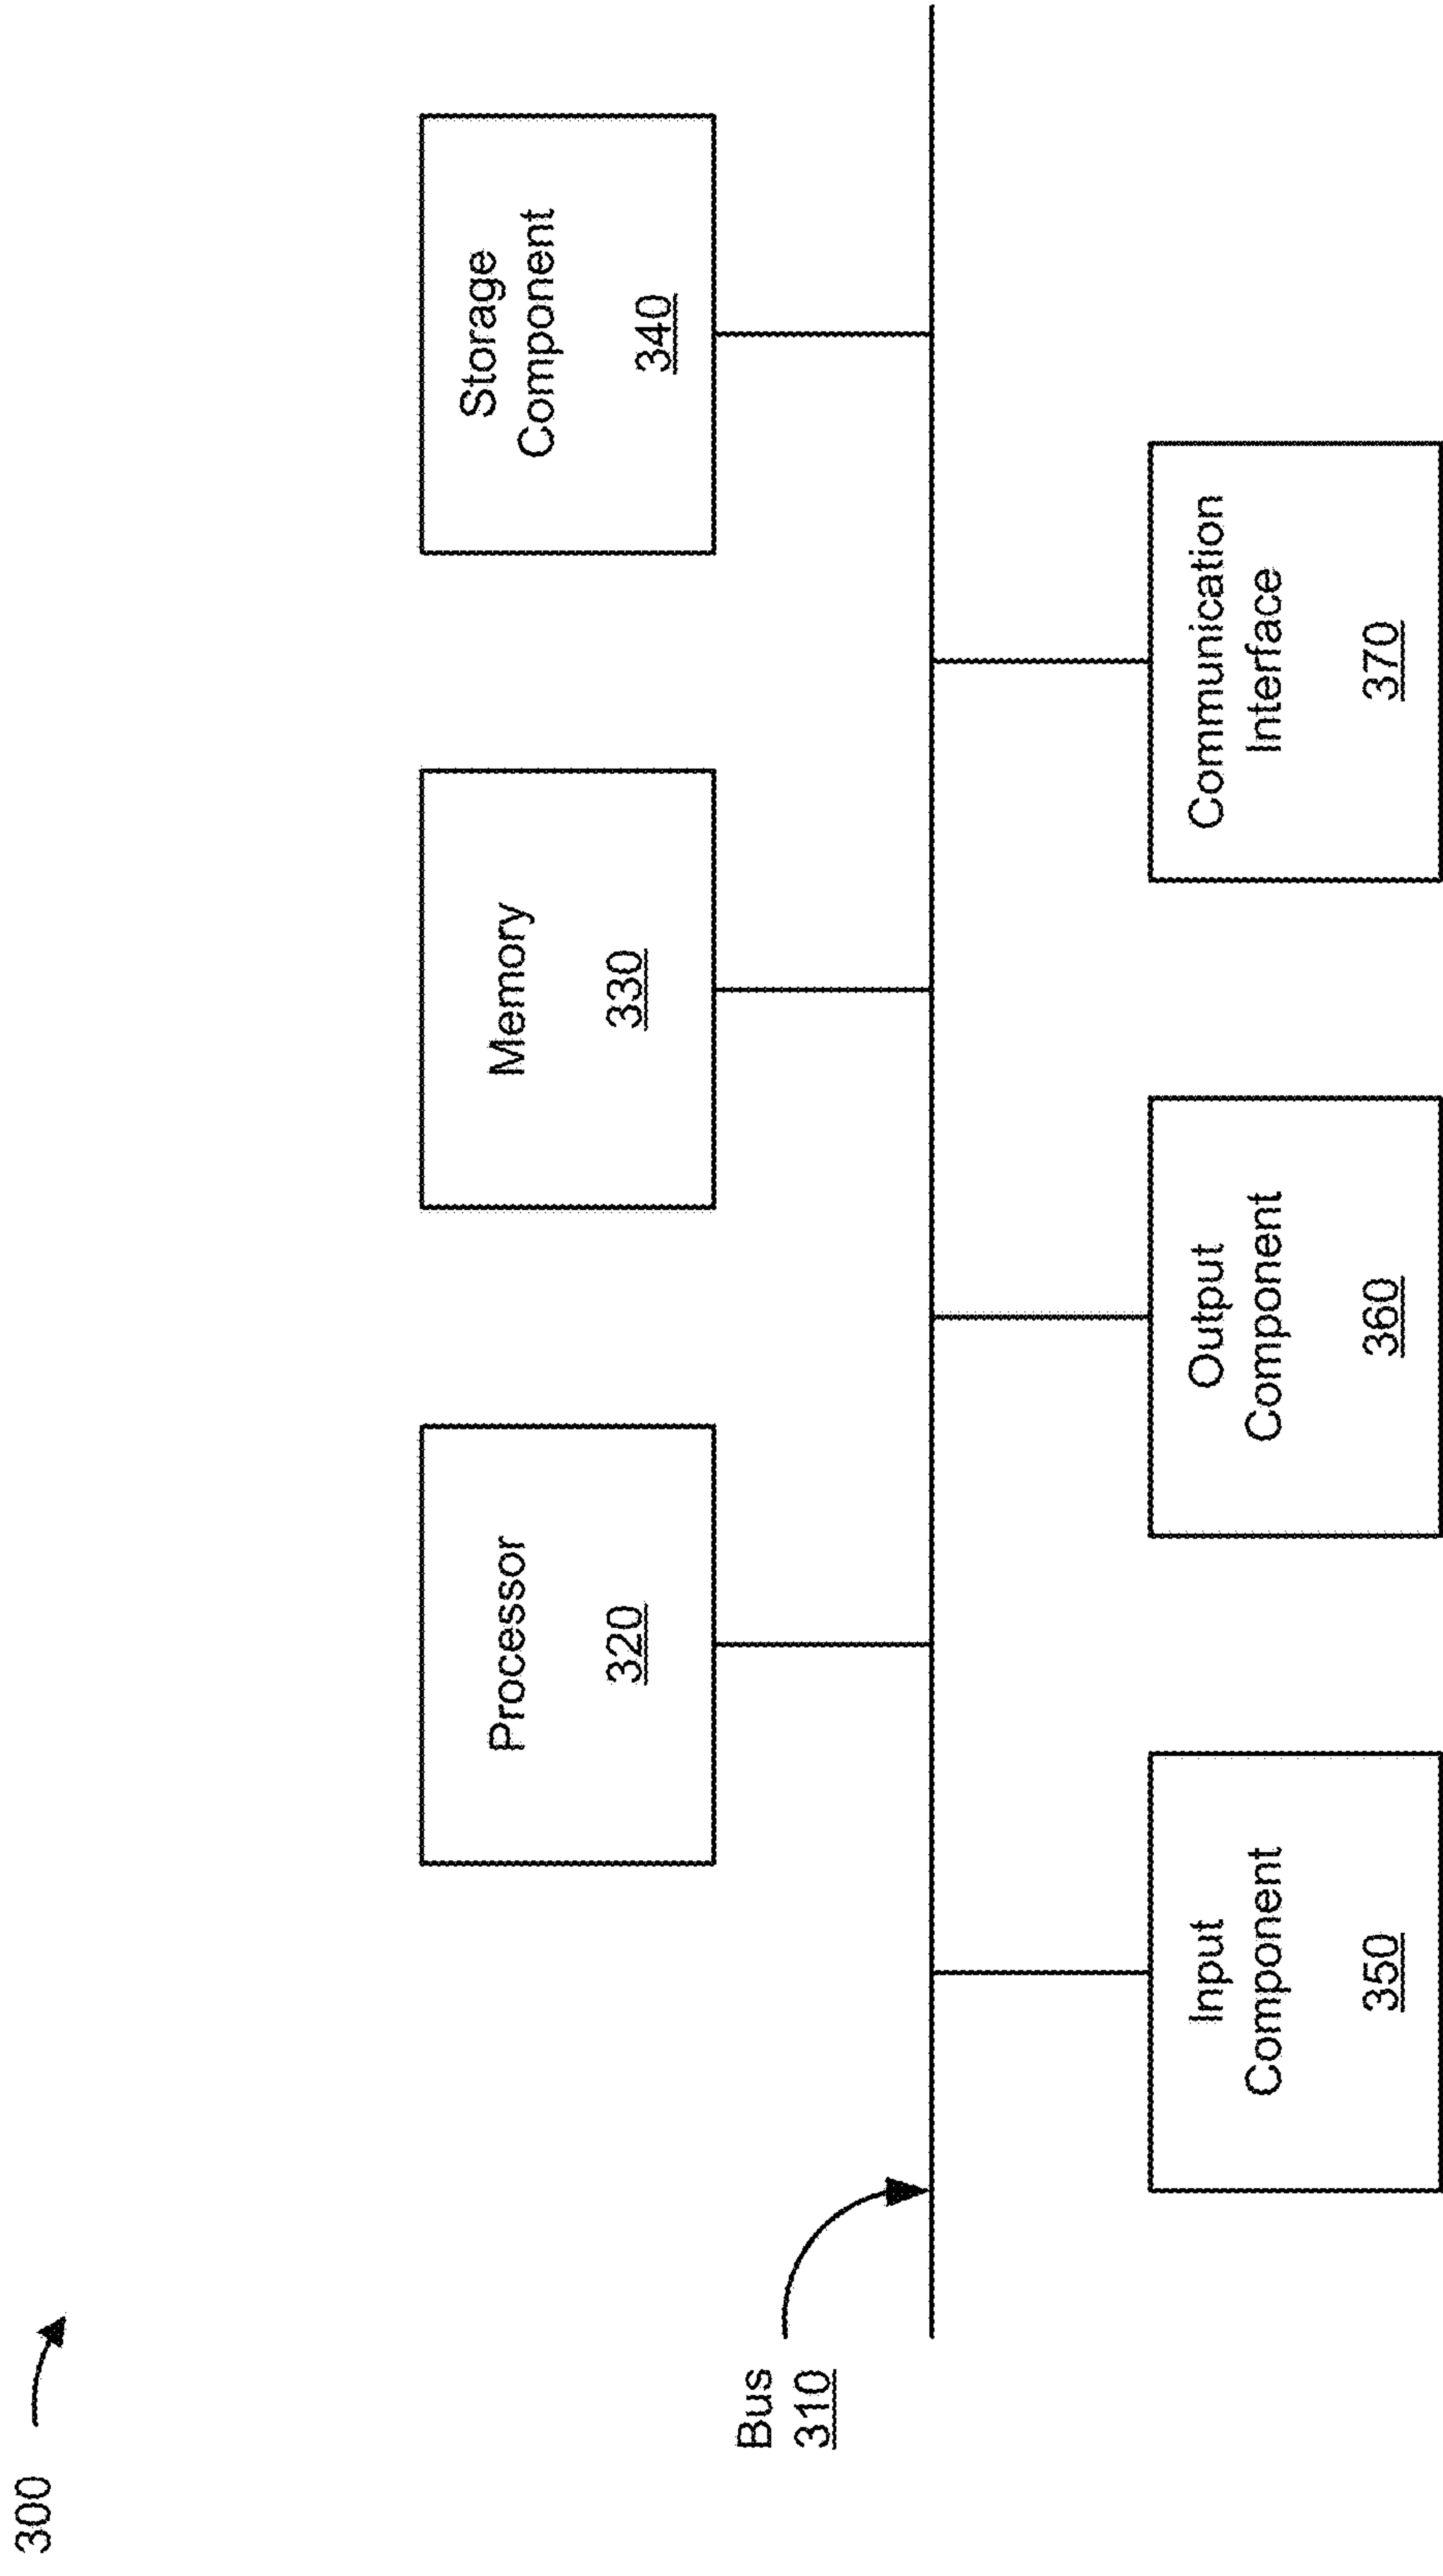 300
Bus
310
Processor
320
Memory
330
Storage
Component
340
Input
Component
350
Output
Component
360
Communication
Interface
370